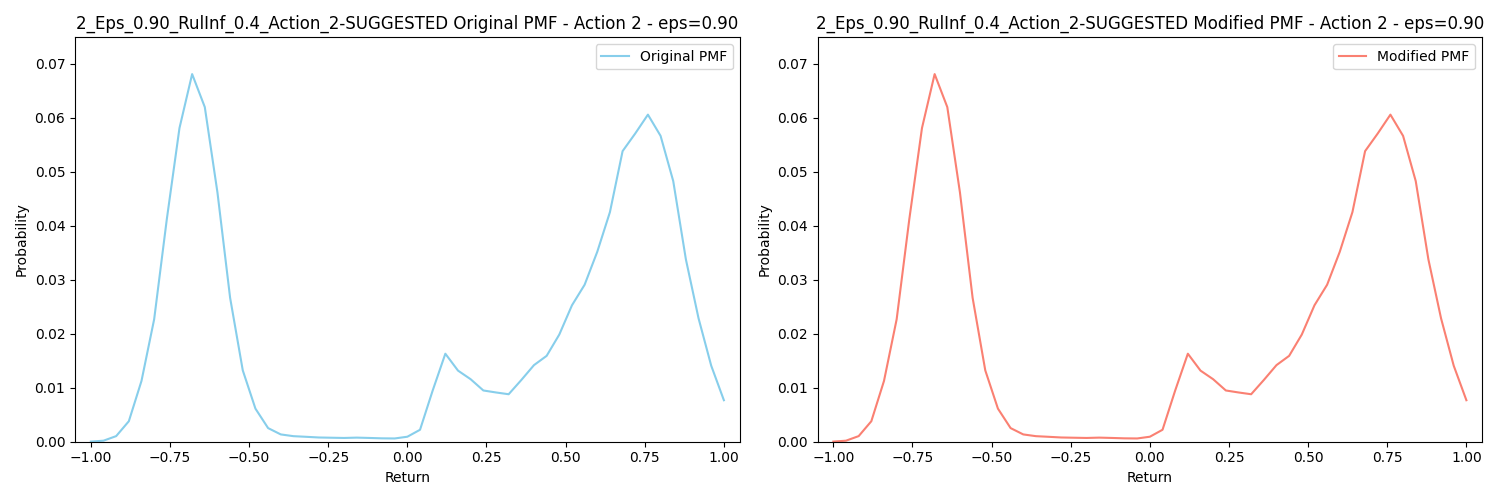 2_Eps_0.90_RulInf_0.4_Action_2-SUGGESTED Original PMF - Action 2 - eps=0.90
Original PMF
0.07
0.06
0.05
0.04
0.03
0.02
0.01
0.00
Probability
−1.00 −0.75 −0.50 −0.25 0.00 0.25 0.50 0.75 1.00
Return
2_Eps_0.90_RulInf_0.4_Action_2-SUGGESTED Modified PMF - Action 2 - eps=0.90
Modified PMF
0.07
0.06
0.05
0.04
0.03
0.02
0.01
0.00
Probability
−1.00 −0.75 −0.50 −0.25 0.00 0.25 0.50 0.75 1.00
Return